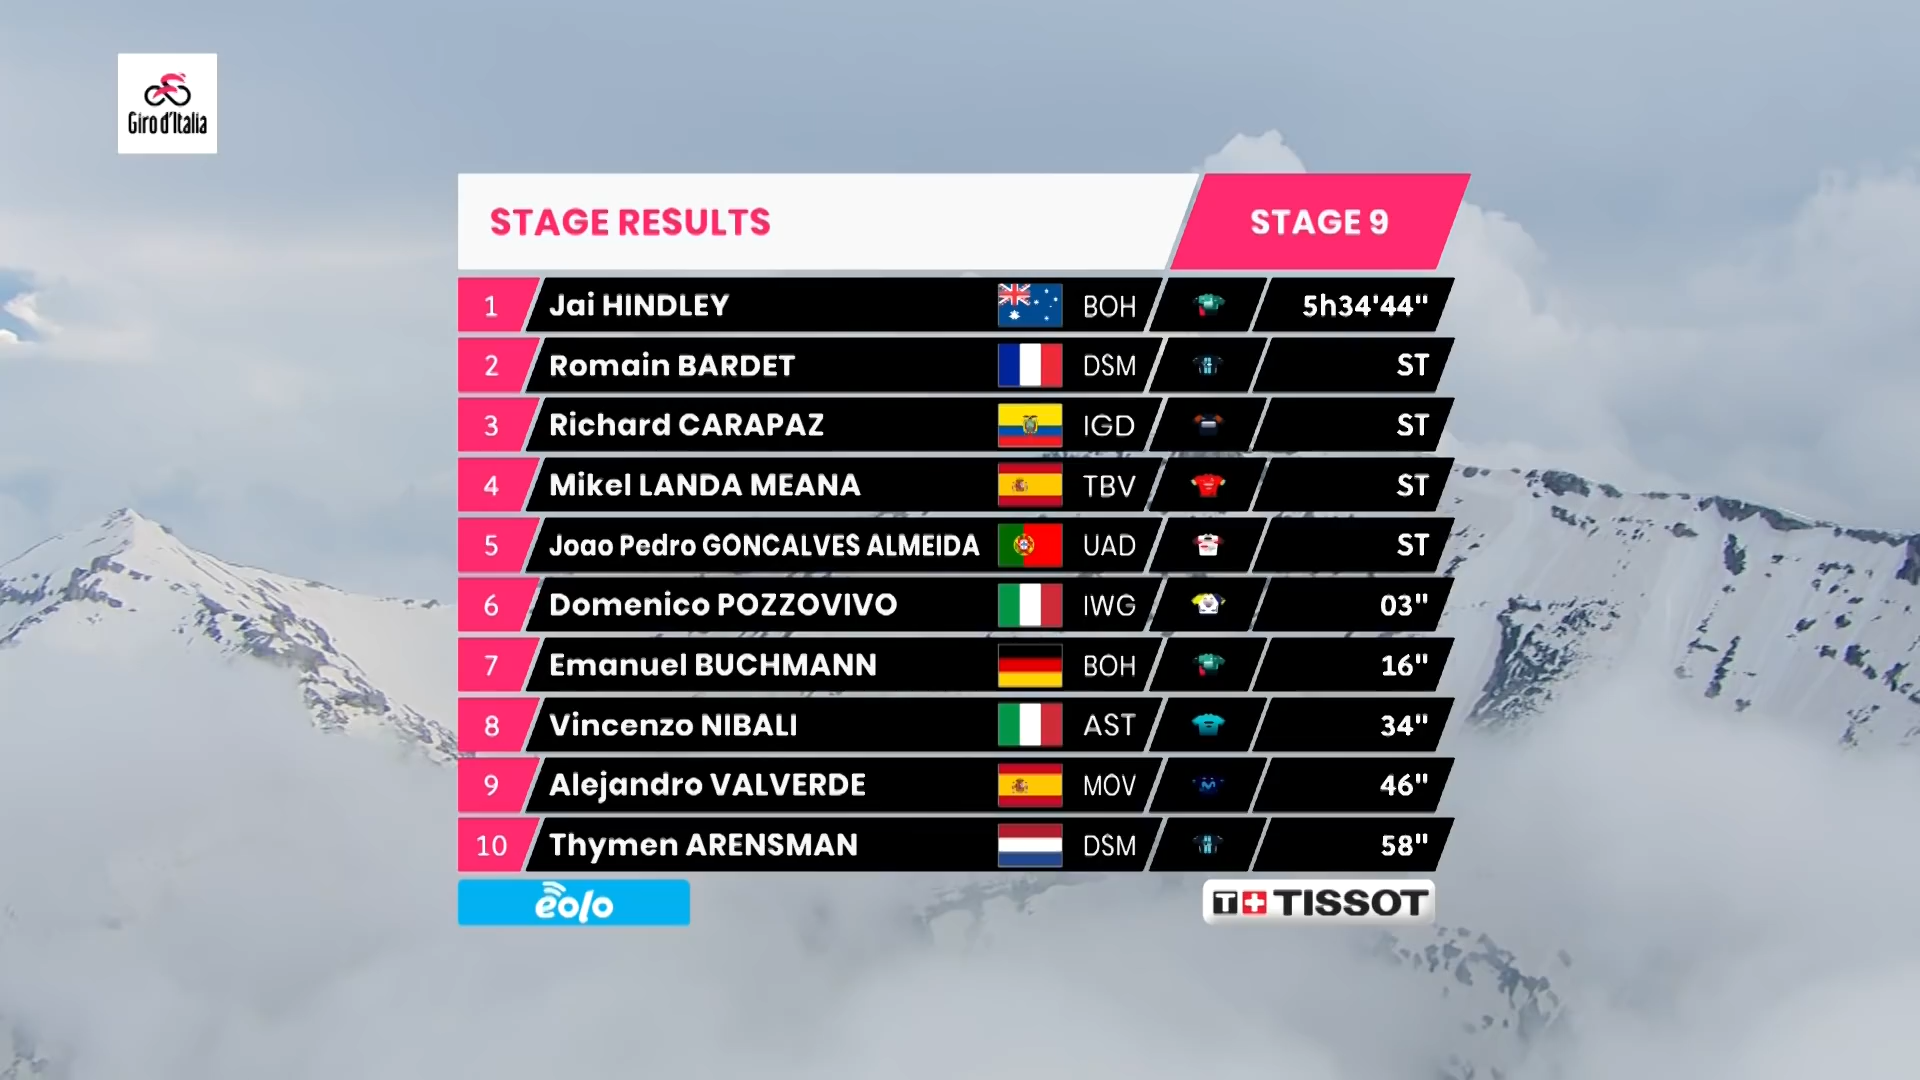 Giro d'Italia
STAGE RESULTS STAGE 9
1 Jai HINDLEY BOH 5h34'44"
2 Romain BARDET DSM ST
3 Richard CARAPAZ IGD ST
4 Mikel LANDA MEANA TBV ST
5 Joao Pedro GONCALVES ALMEIDA UAD ST
6 Domenico POZZOVIVO IWG 03"
7 Emanuel BUCHMANN BOH 16"
8 Vincenzo NIBALI AST 34"
9 Alejandro VALVERDE MOV 46"
10 Thymen ARENSMAN DSM 58"
eolo T+ TISSOT